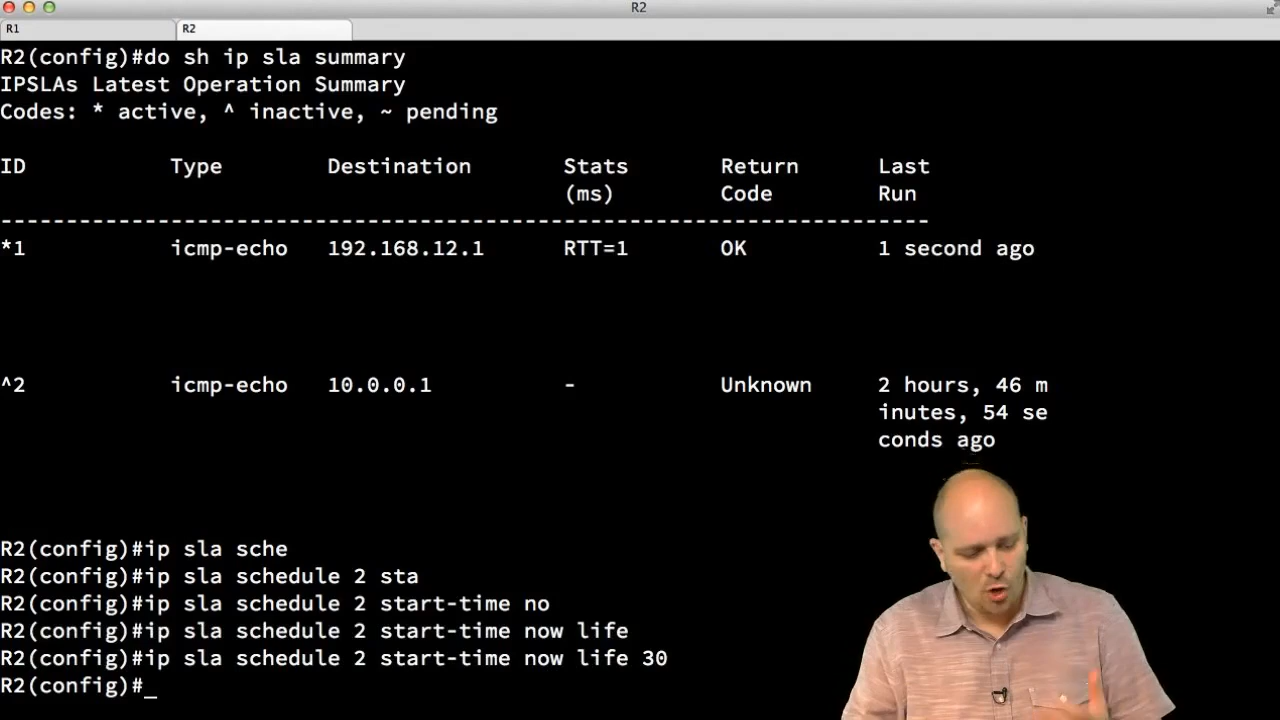 R2
R1 R2
R2(config)#do sh ip sla summary
IPSLAs Latest Operation Summary
Codes: * active, ^ inactive, ~ pending
ID Type Destination Stats Return Last
(ms) Code Run
-----------------------------------------------------------------------
*1 icmp-echo 192.168.12.1 RTT=1 OK 1 second ago
^2 icmp-echo 10.0.0.1 - Unknown 2 hours, 46 m
inutes, 54 se
conds ago
R2(config)#ip sla sche
R2(config)#ip sla schedule 2 sta
R2(config)#ip sla schedule 2 start-time no
R2(config)#ip sla schedule 2 start-time now life
R2(config)#ip sla schedule 2 start-time now life 30
R2(config)#_